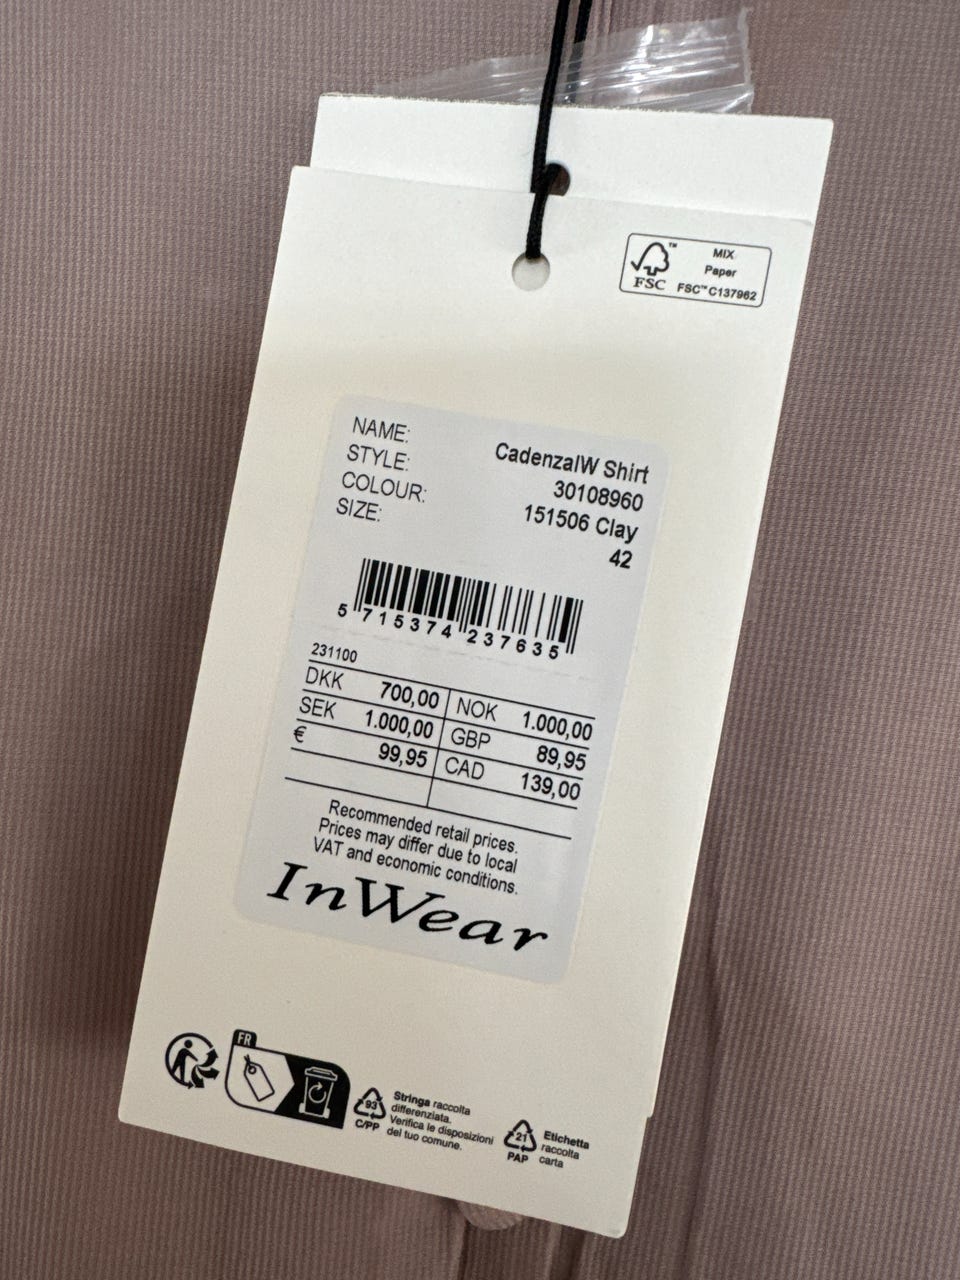 MIX
Paper
FSC™ C137962
FSC™
NAME: CadenzaIW Shirt
STYLE: 30108960
COLOUR: 151506 Clay
SIZE: 42
5 715374 237635
231100
DKK 700,00 NOK 1.000,00
SEK 1.000,00 GBP 89,95
€ 99,95 CAD 139,00
Recommended retail prices.
Prices may differ due to local
VAT and economic conditions.
InWear
FR
93
C/PP
Stringa raccolta
differenziata.
Verifica le disposizioni
del tuo comune.
21
PAP
Etichetta
raccolta
carta